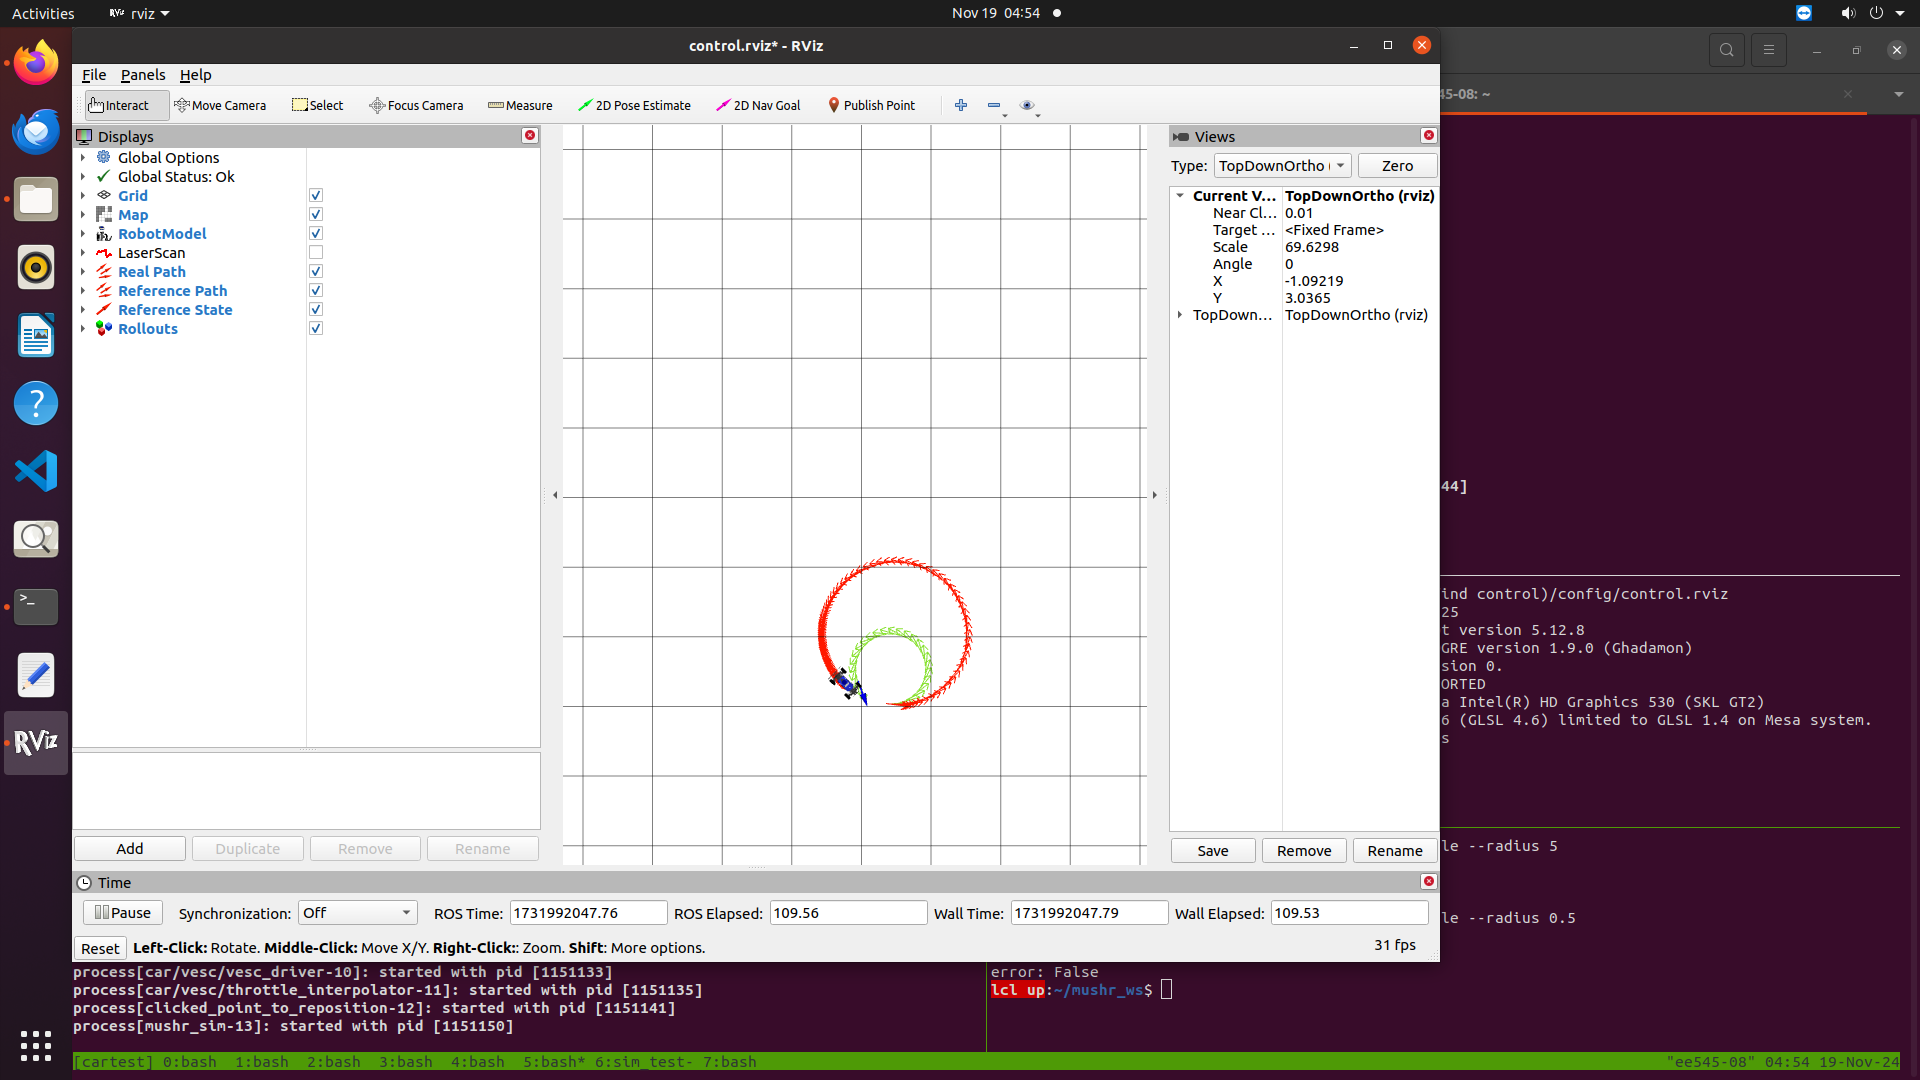 Activities
rviz
Nov 19 04:54
control.rviz* - RViz
File Panels Help
Interact Move Camera Select Focus Camera Measure 2D Pose Estimate 2D Nav Goal Publish Point
Displays
Global Options
Global Status: Ok
Grid
Map
RobotModel
LaserScan
Real Path
Reference Path
Reference State
Rollouts
Add Duplicate Remove Rename
Views
Type: TopDownOrtho Zero
Current V... TopDownOrtho (rviz)
Near Cl... 0.01
Target ... <Fixed Frame>
Scale 69.6298
Angle 0
X -1.09219
Y 3.0365
TopDown... TopDownOrtho (rviz)
Save Remove Rename
Time
Pause Synchronization: Off ROS Time: 1731992047.76 ROS Elapsed: 109.56 Wall Time: 1731992047.79 Wall Elapsed: 109.53
Reset Left-Click: Rotate. Middle-Click: Move X/Y. Right-Click:: Zoom. Shift: More options. 31 fps
RViz
45-08: ~
44]
ind control)/config/control.rviz
25
t version 5.12.8
GRE version 1.9.0 (Ghadamon)
sion 0.
ORTED
a Intel(R) HD Graphics 530 (SKL GT2)
6 (GLSL 4.6) limited to GLSL 1.4 on Mesa system.
s
le --radius 5
le --radius 0.5
process[car/vesc/vesc_driver-10]: started with pid [1151133]
process[car/vesc/throttle_interpolator-11]: started with pid [1151135]
process[clicked_point_to_reposition-12]: started with pid [1151141]
process[mushr_sim-13]: started with pid [1151150]
error: False
lcl up:~/mushr_ws$
[cartest] 0:bash 1:bash 2:bash 3:bash 4:bash 5:bash* 6:sim_test- 7:bash
"ee545-08" 04:54 19-Nov-24